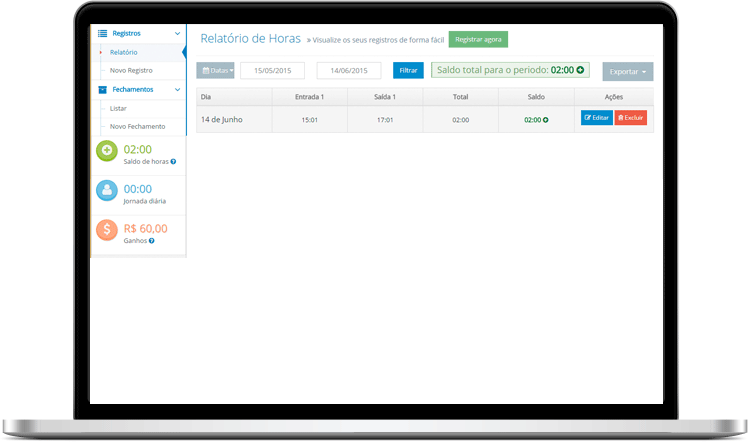 Registros
Relatório
Novo Registro
Fechamentos
Listar
Novo Fechamento
02:00
Saldo de horas ?
00:00
Jornada diária
$
R$ 60,00
Ganhos ?
Relatório de Horas » Visualize os seus registros de forma fácil Registrar agora
Datas 15/05/2015 14/06/2015 Filtrar Saldo total para o periodo: 02:00 Exportar
Dia Entrada 1 Saída 1 Total Saldo Ações
14 de Junho 15:01 17:01 02:00 02:00 Editar Excluir